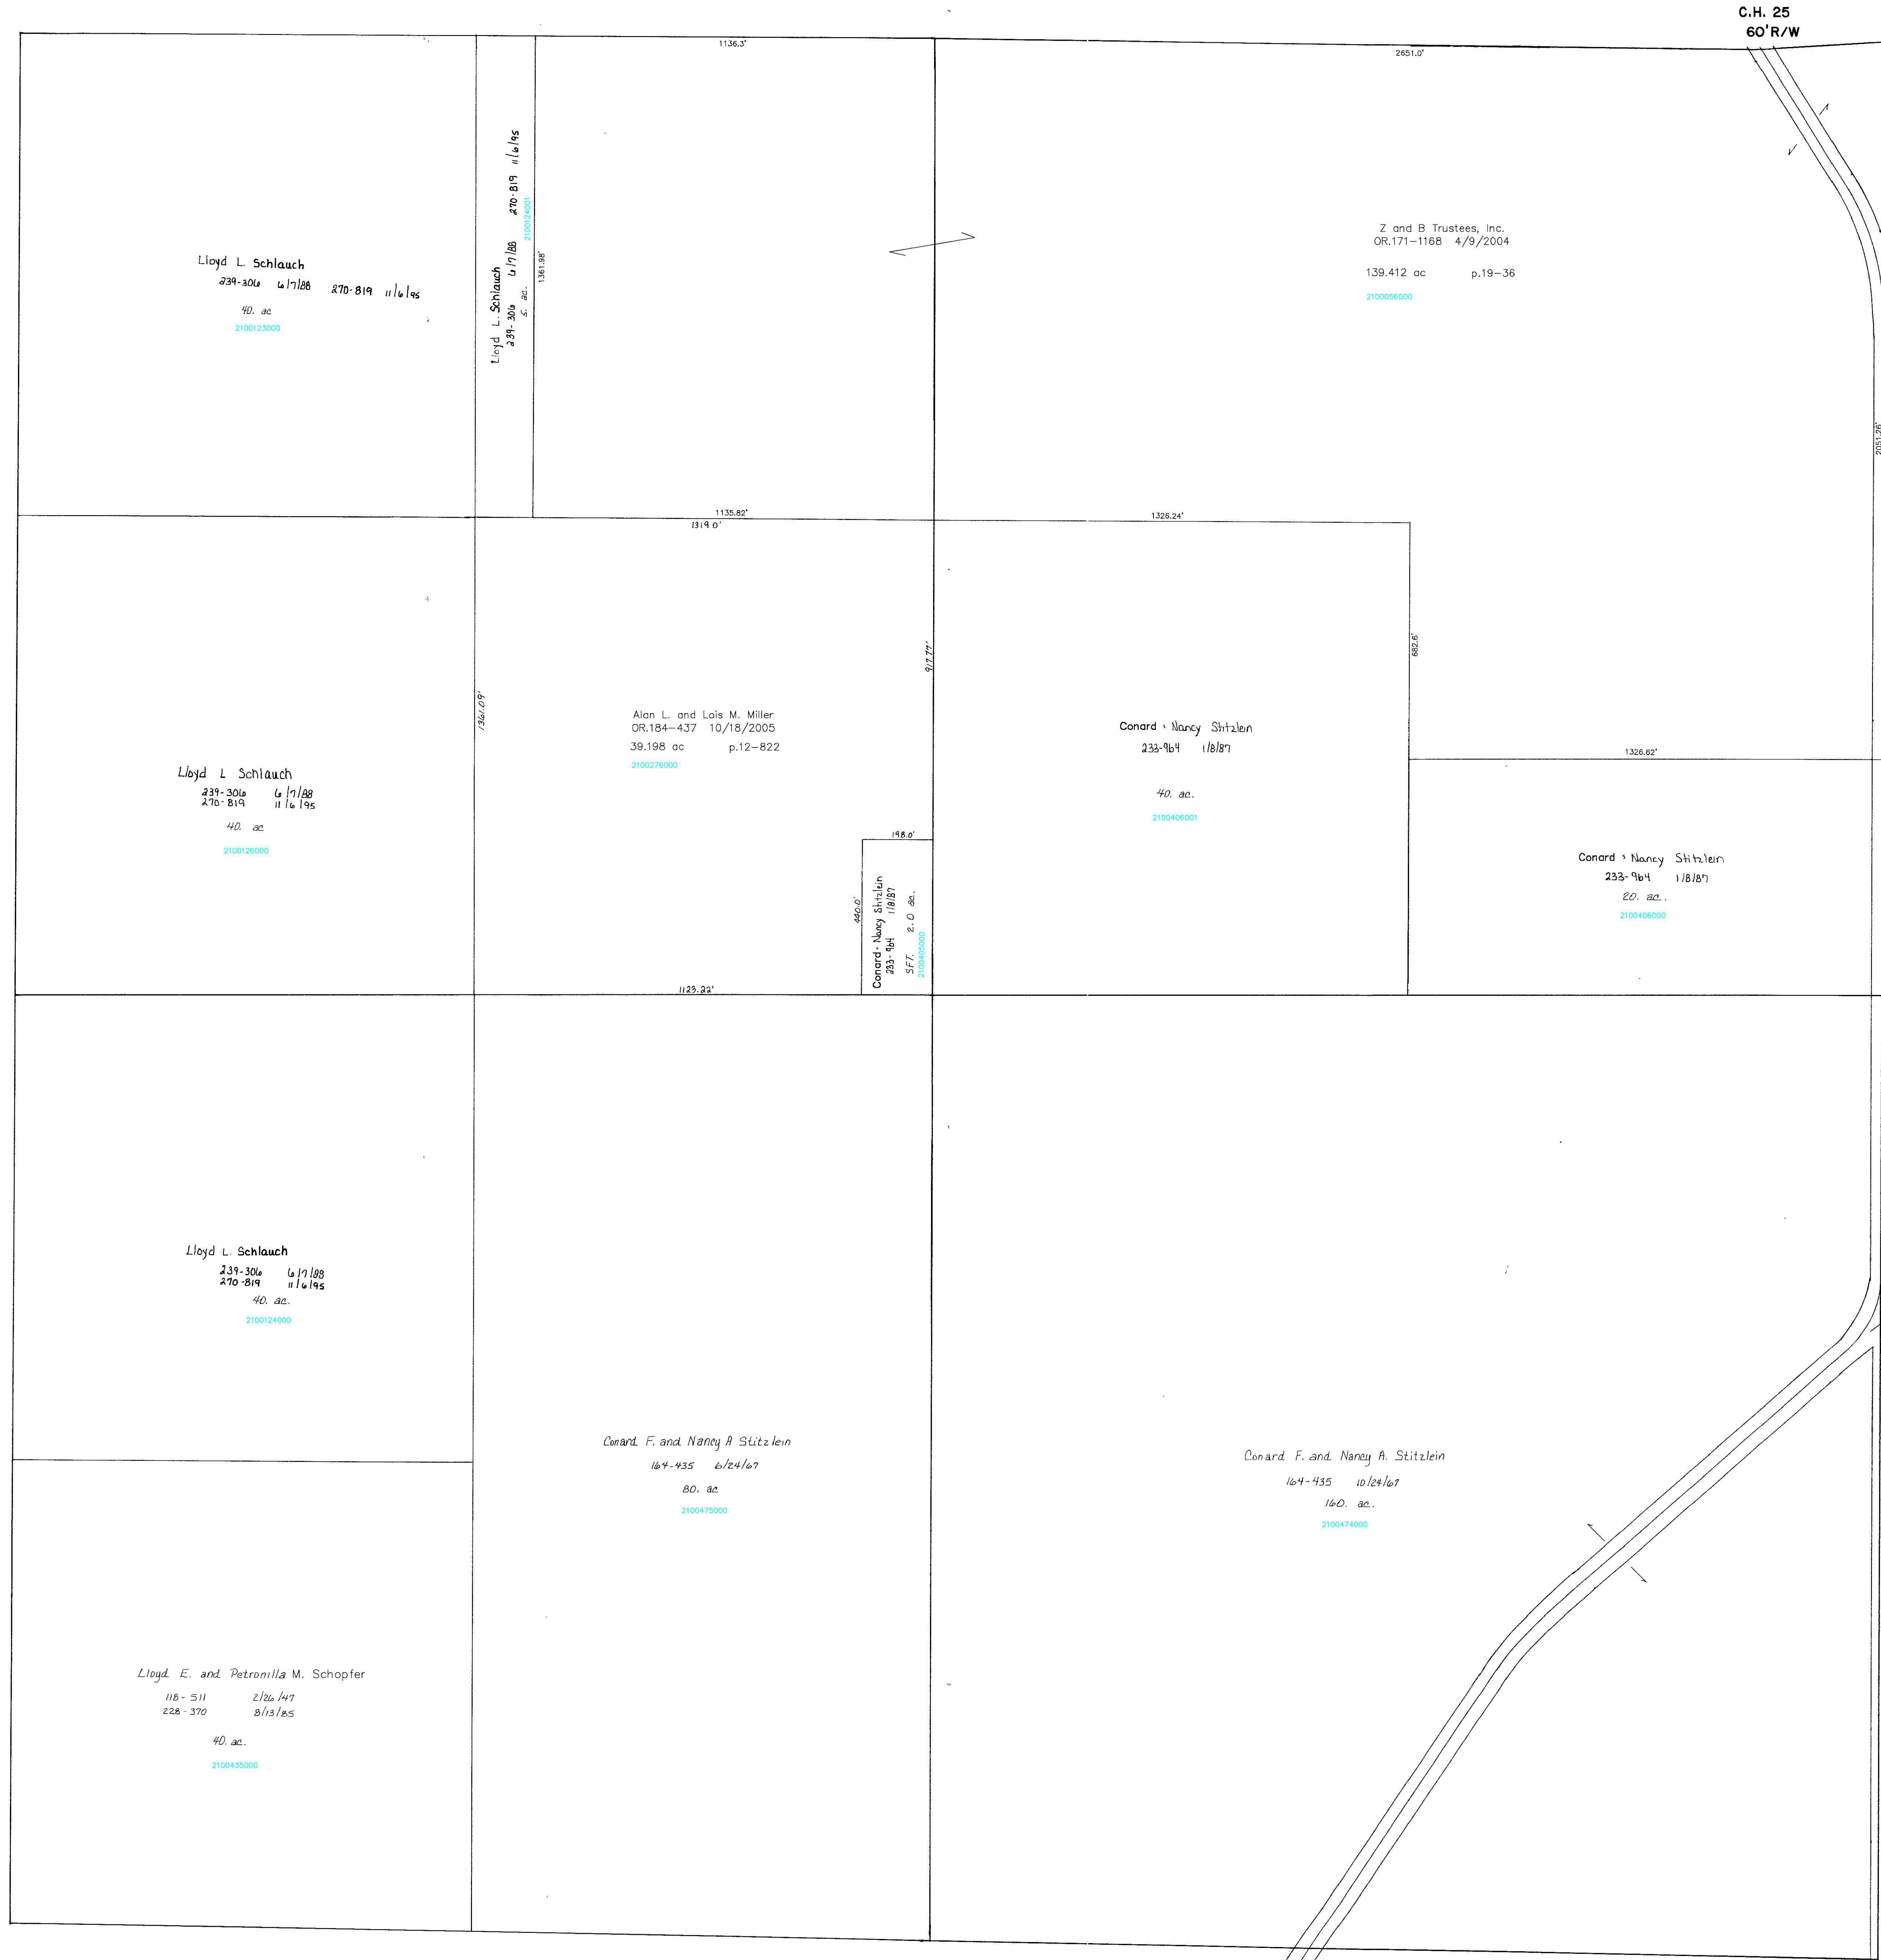 C.H. 25
60'R/W
1136.3'
2651.0'
Lloyd L. Schlauch
239-306 6/7/88 270-819 11/6/95
40. ac
2100123000
Lloyd L. Schlauch
239-306 6/7/88 270-819 11/6/95
5. ac.
2100124001
1361.98'
Z and B Trustees, Inc.
OR.171-1168 4/9/2004
139.412 ac p.19-36
2100056000
2051.26'
1135.82'
1319.0'
1326.24'
Lloyd L Schlauch
239-306 6/7/88
270-819 11/6/95
40. ac
2100126000
1361.09'
Alan L. and Lois M. Miller
OR.184-437 10/18/2005
39.198 ac p.12-822
2100276000
917.77'
198.0'
440.0'
Conard & Nancy Stitzlein
233-964 1/8/87
S.F.T. 2.0 ac.
2100405000
1123.22'
Conard & Nancy Stitzlein
233-964 1/8/87
40. ac.
2100406001
682.6'
1326.62'
Conard & Nancy Stitzlein
233-964 1/8/87
20. ac.
2100406000
Lloyd L. Schlauch
239-306 6/7/88
270-819 11/6/95
40. ac.
2100124000
Conard F. and Nancy A Stitzlein
164-435 6/24/67
80. ac
2100475000
Conard F. and Nancy A. Stitzlein
164-435 10/24/67
160. ac.
2100474000
Lloyd E. and Petronilla M. Schopfer
118-511 2/26/47
228-370 8/13/85
40. ac.
2100438000